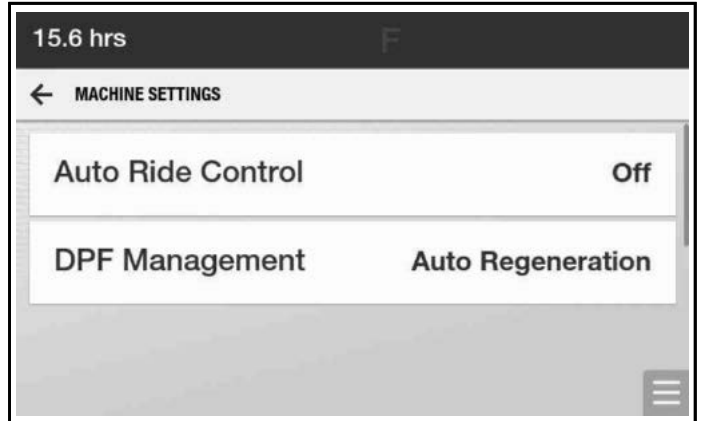 15.6 hrs F
MACHINE SETTINGS
Auto Ride Control Off
DPF Management Auto Regeneration